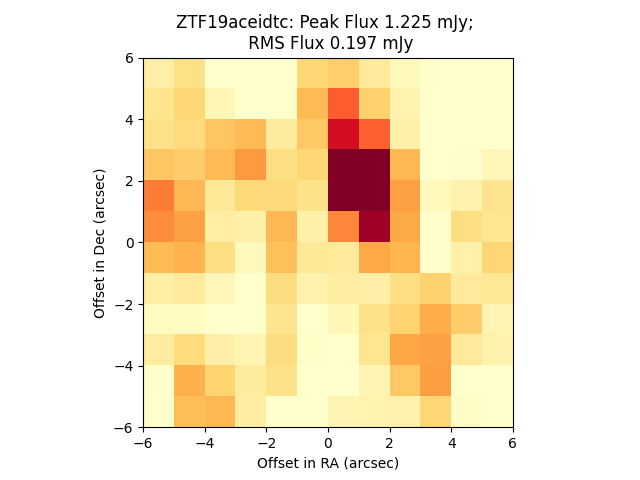 ZTF19aceidtc: Peak Flux 1.225 mJy;
RMS Flux 0.197 mJy
6
4
2
0
−2
−4
−6
Offset in Dec (arcsec)
−6 −4 −2 0 2 4 6
Offset in RA (arcsec)